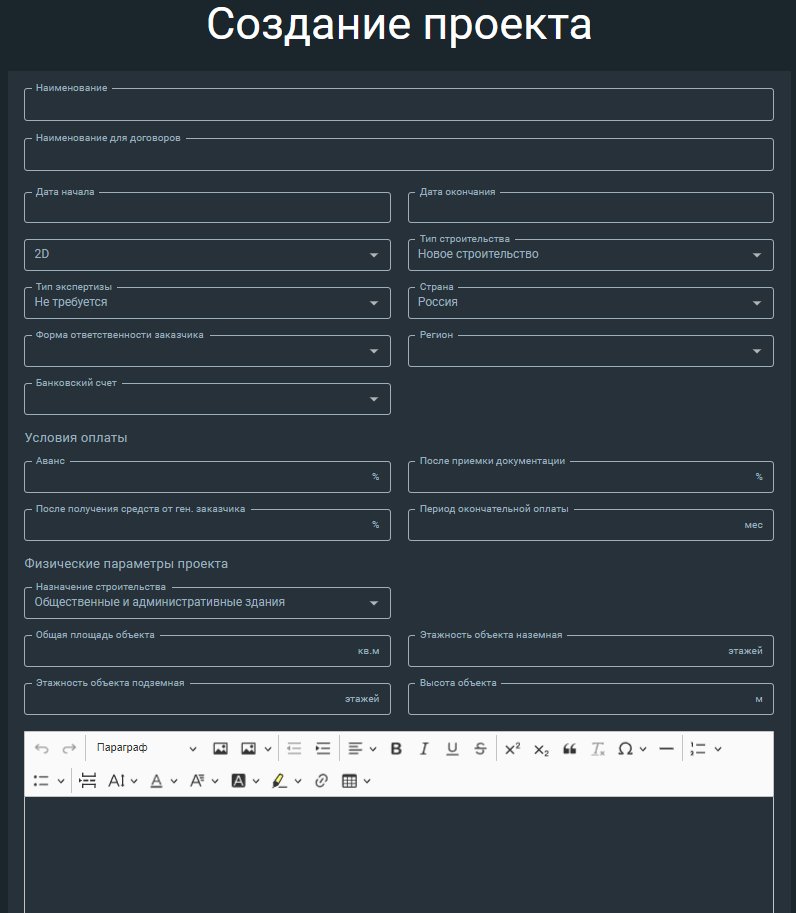 Создание проекта
Наименование
Наименование для договоров
Дата начала
Дата окончания
2D
Тип строительства
Новое строительство
Тип экспертизы
Не требуется
Страна
Россия
Форма ответственности заказчика
Регион
Банковский счет
Условия оплаты
Аванс
%
После приемки документации
%
После получения средств от ген. заказчика
%
Период окончательной оплаты
мес
Физические параметры проекта
Назначение строительства
Общественные и административные здания
Общая площадь объекта
кв.м
Этажность объекта наземная
этажей
Этажность объекта подземная
этажей
Высота объекта
м
Параграф